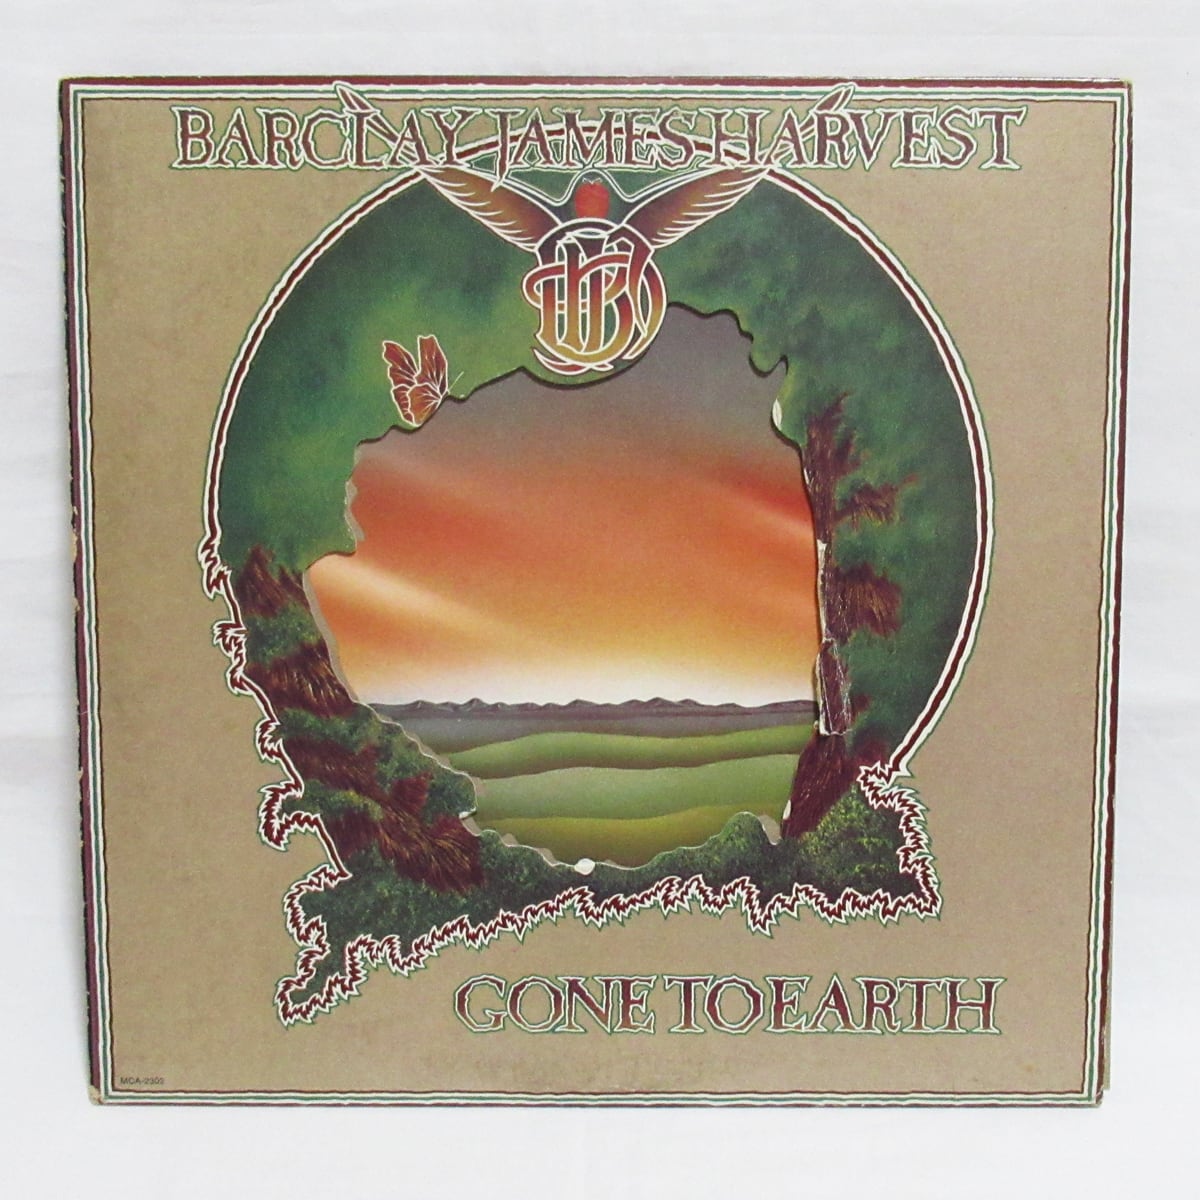 BARCLAY JAMES HARVEST
GONE TO EARTH
MCA-2302